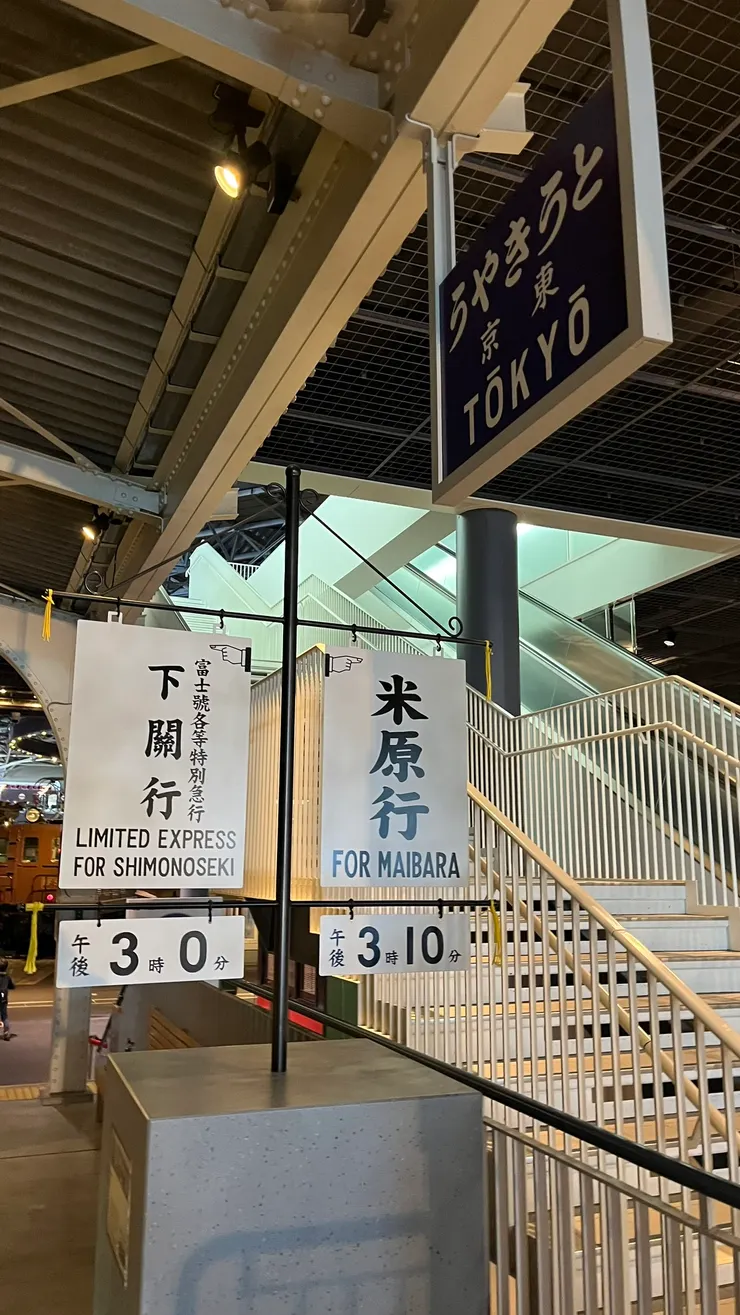 とうきやう
東京
TŌKYŌ
富士號各等特別急行
下關行
LIMITED EXPRESS
FOR SHIMONOSEKI
午後3時0分
米原行
FOR MAIBARA
午後3時10分